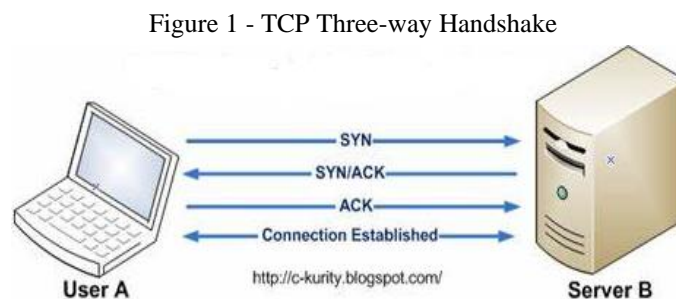 Figure 1 - TCP Three-way Handshake
SYN
SYN/ACK
ACK
Connection Established
User A
http://c-kurity.blogspot.com/
Server B